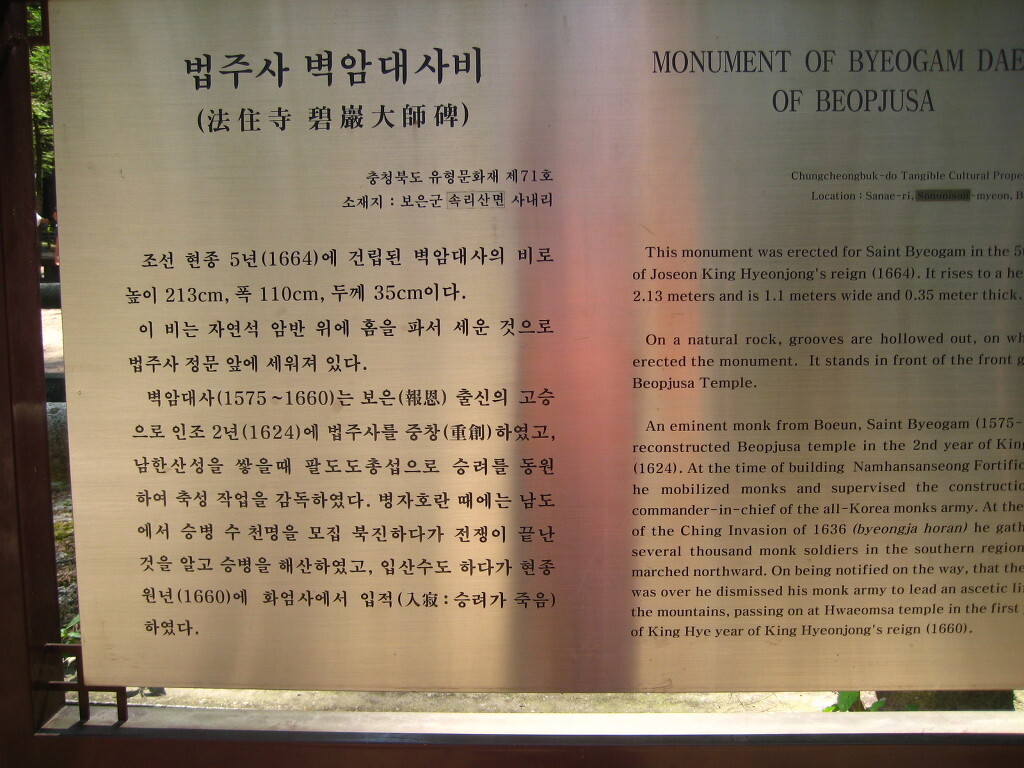 법주사 벽암대사비
(法住寺 碧巖大師碑)
충청북도 유형문화재 제71호
소재지 : 보은군 속리산면 사내리
조선 현종 5년(1664)에 건립된 벽암대사의 비로
높이 213cm, 폭 110cm, 두께 35cm이다.
이 비는 자연석 암반 위에 홈을 파서 세운 것으로
법주사 정문 앞에 세워져 있다.
벽암대사(1575~1660)는 보은(報恩) 출신의 고승
으로 인조 2년(1624)에 법주사를 중창(重創)하였고,
남한산성을 쌓을때 팔도도총섭으로 승려를 동원
하여 축성 작업을 감독하였다. 병자호란 때에는 남도
에서 승병 수 천명을 모집 북진하다가 전쟁이 끝난
것을 알고 승병을 해산하였고, 입산수도 하다가 현종
원년(1660)에 화엄사에서 입적(入寂:승려가 죽음)
하였다.
MONUMENT OF BYEOGAM DAE
OF BEOPJUSA
Chungcheongbuk-do Tangible Cultural Prope
Location : Sanae-ri, -myeon, B
This monument was erected for Saint Byeogam in the 5
of Joseon King Hyeonjong's reign (1664). It rises to a he
2.13 meters and is 1.1 meters wide and 0.35 meter thick.
On a natural rock, grooves are hollowed out, on wh
erected the monument. It stands in front of the front g
Beopjusa Temple.
An eminent monk from Boeun, Saint Byeogam (1575-
reconstructed Beopjusa temple in the 2nd year of King
(1624). At the time of building Namhansanseong Fortific
he mobilized monks and supervised the constructio
commander-in-chief of the all-Korea monks army. At the
of the Ching Invasion of 1636 (byeongja horan) he gath
several thousand monk soldiers in the southern region
marched northward. On being notified on the way, that the
was over he dismissed his monk army to lead an ascetic li
the mountains, passing on at Hwaeomsa temple in the first
of King Hye year of King Hyeonjong's reign (1660).